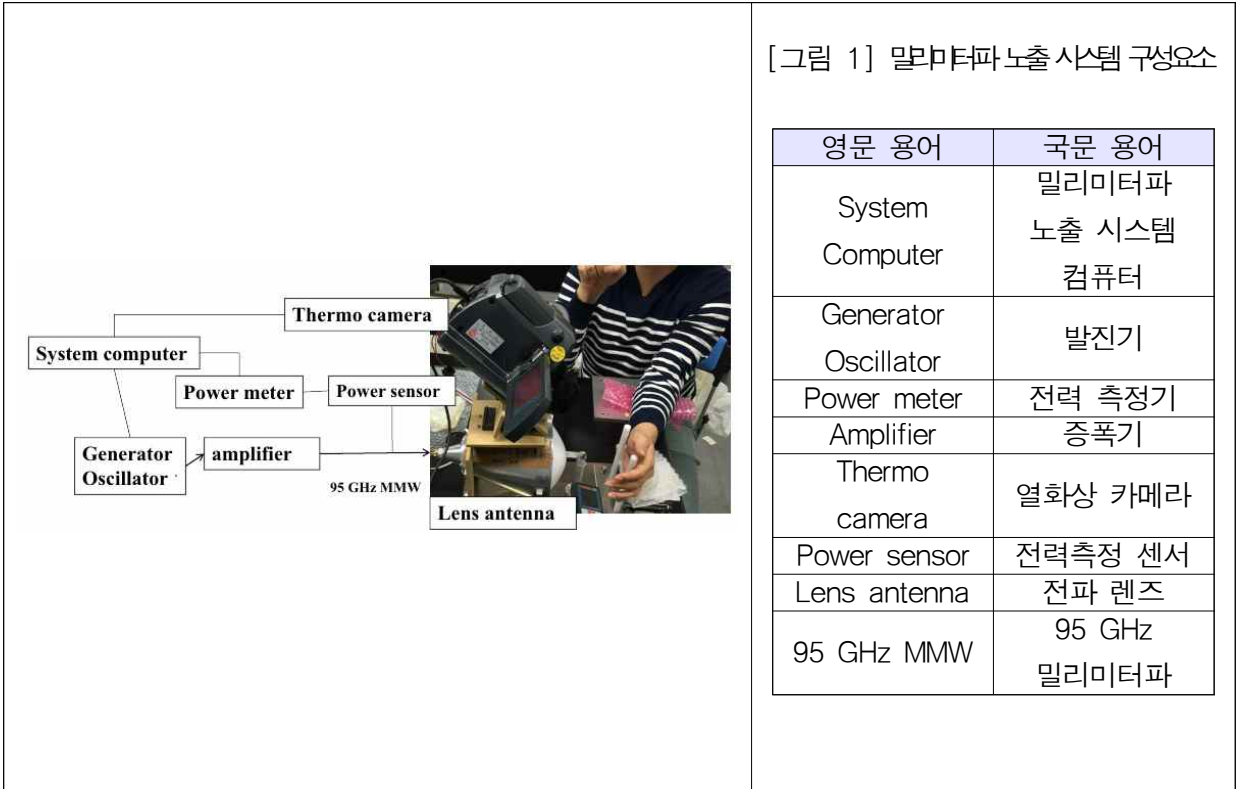 Thermo camera
System computer
Power meter
Power sensor
Generator
Oscillator
amplifier
95 GHz MMW
Lens antenna
[그림 1] 밀리미터파 노출 시스템 구성요소
영문 용어 국문 용어
System
Computer
밀리미터파
노출 시스템
컴퓨터
Generator
Oscillator
발진기
Power meter 전력 측정기
Amplifier 증폭기
Thermo
camera
열화상 카메라
Power sensor 전력측정 센서
Lens antenna 전파 렌즈
95 GHz MMW
95 GHz
밀리미터파